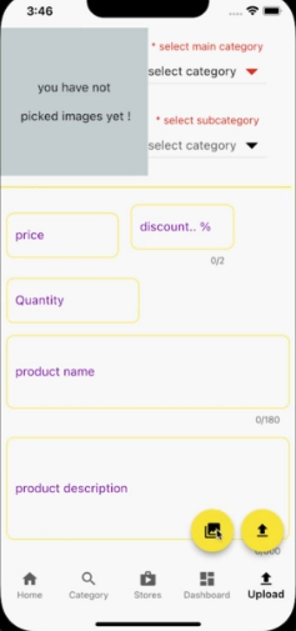 3:46
* select main category
select category
you have not
picked images yet !
* select subcategory
select category
price
discount.. %
0/2
Quantity
product name
0/180
product description
Home
Category
Stores
Dashboard
Upload